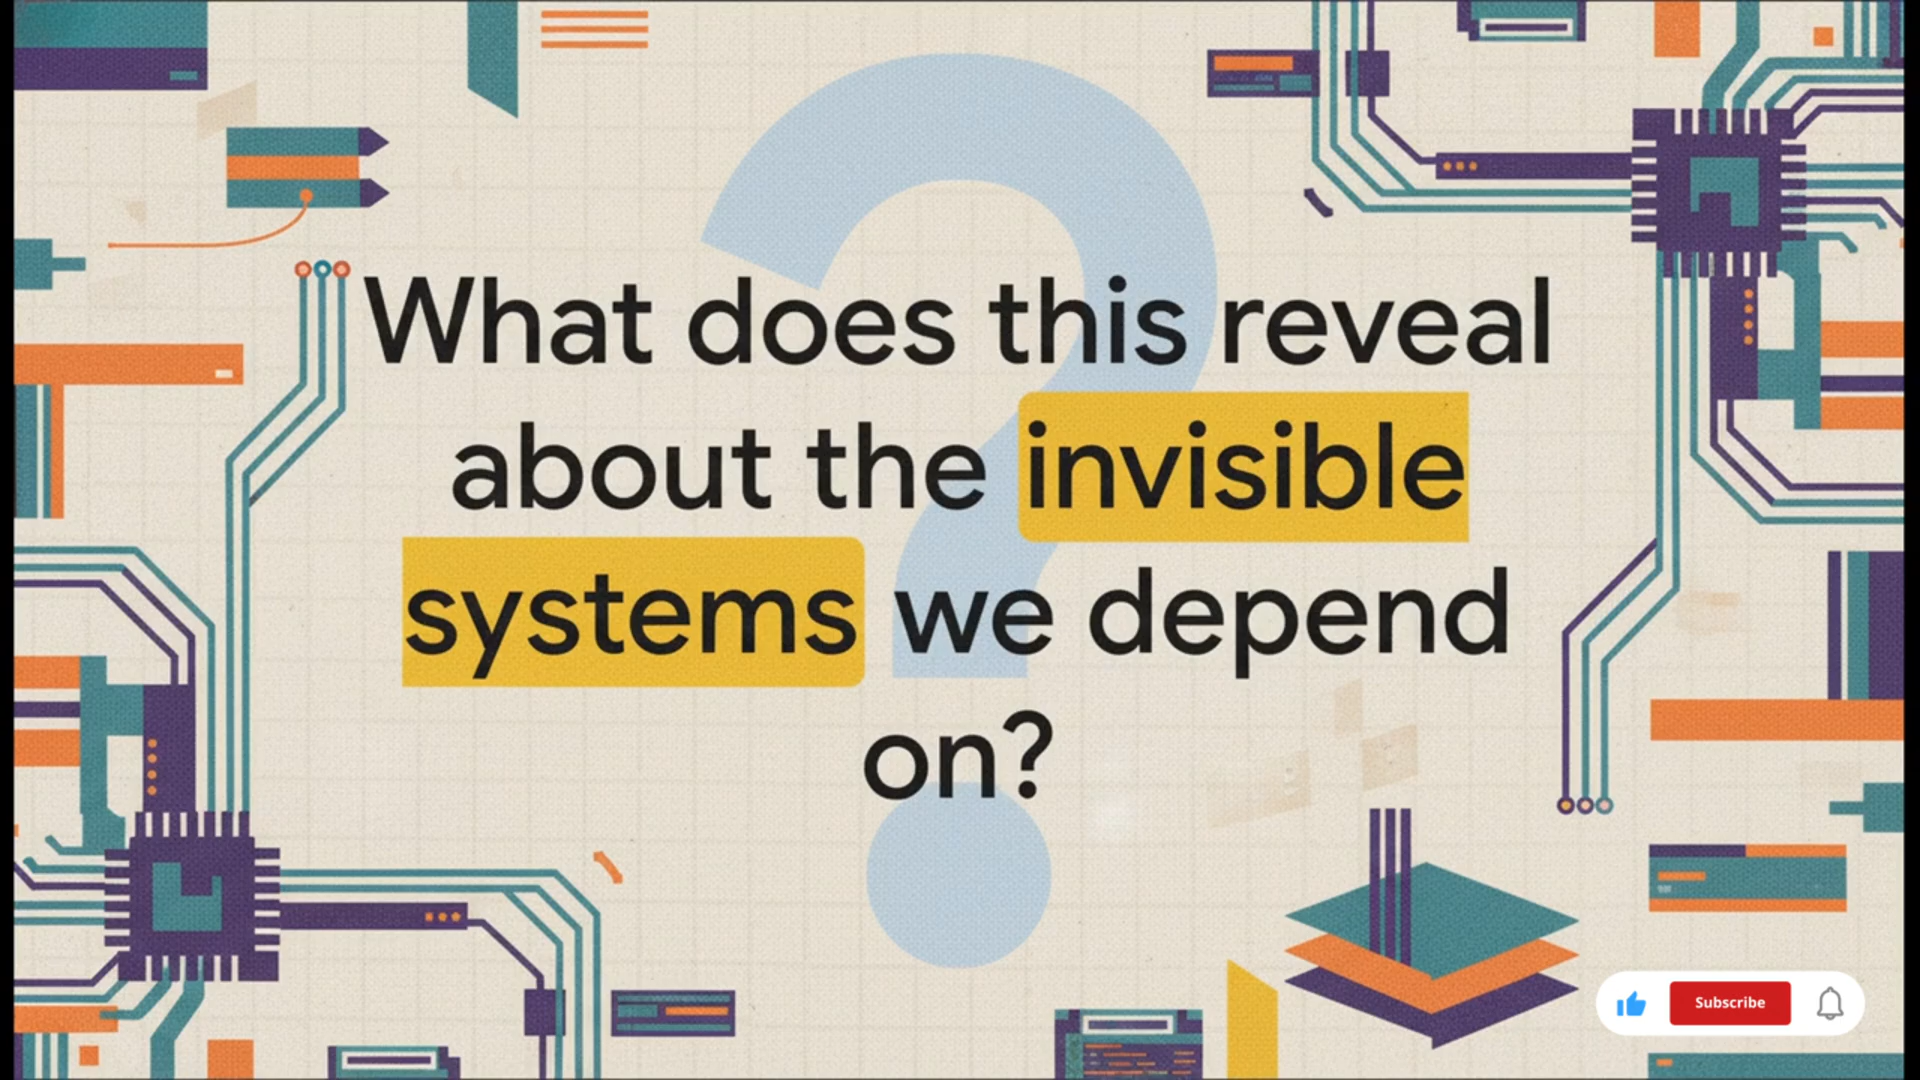 What does this reveal
about the invisible
systems we depend
on?
Subscribe